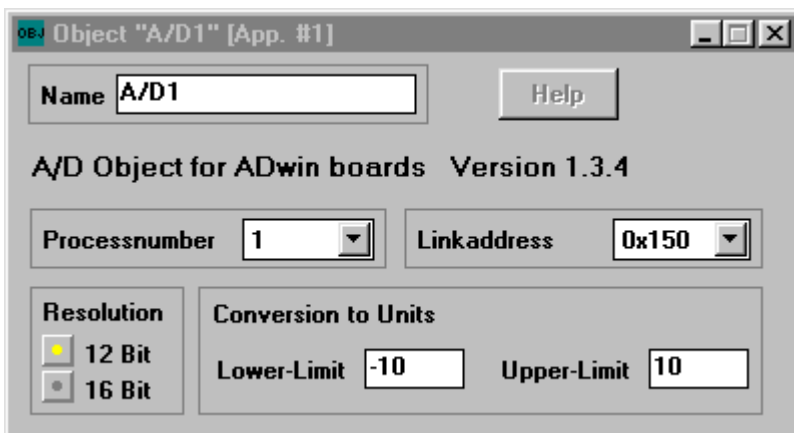 OBJ Object "A/D1" [App. #1]
Name A/D1 Help
A/D Object for ADwin boards Version 1.3.4
Processnumber 1 Linkaddress 0x150
Resolution Conversion to Units
12 Bit
Lower-Limit -10 Upper-Limit 10
16 Bit